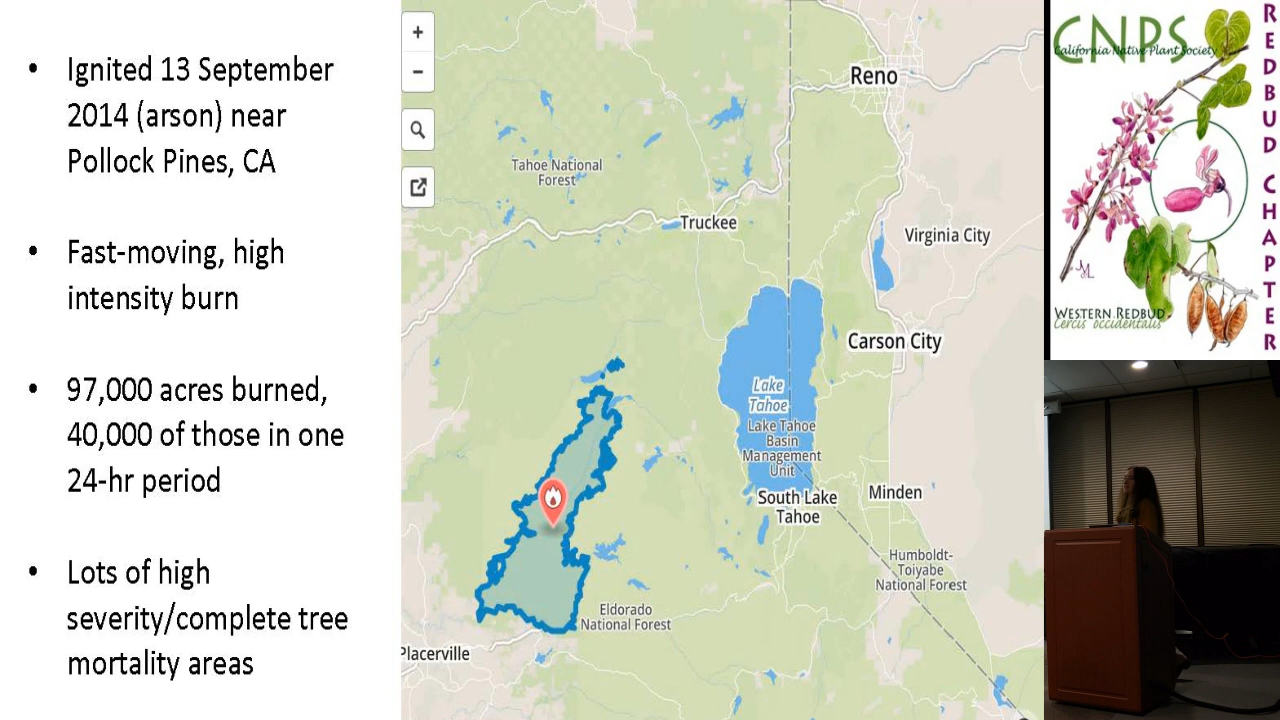 • Ignited 13 September
2014 (arson) near
Pollock Pines, CA
• Fast-moving, high
intensity burn
• 97,000 acres burned,
40,000 of those in one
24-hr period
• Lots of high
severity/complete tree
mortality areas
+
−
Reno
Tahoe National
Forest
Truckee
Virginia City
Carson City
Lake
Tahoe
Lake Tahoe
Basin
Management
Unit
South Lake
Tahoe
Minden
Humboldt-
Toiyabe
National Forest
Eldorado
National Forest
Placerville
CNPS
California Native Plant Society
REDBUD CHAPTER
WESTERN REDBUD
Cercis occidentalis